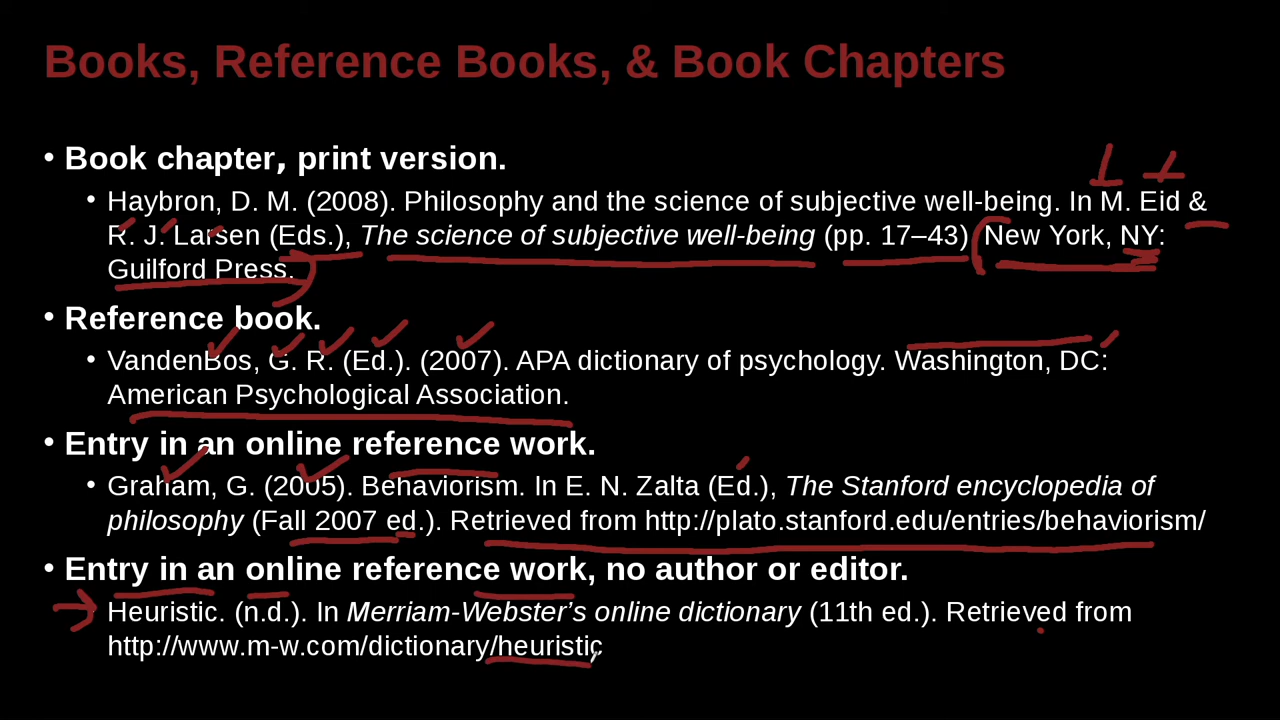 Books, Reference Books, & Book Chapters
• Book chapter, print version.
• Haybron, D. M. (2008). Philosophy and the science of subjective well-being. In M. Eid &
R. J. Larsen (Eds.), The science of subjective well-being (pp. 17–43) New York, NY:
Guilford Press.
• Reference book.
• VandenBos, G. R. (Ed.). (2007). APA dictionary of psychology. Washington, DC:
American Psychological Association.
• Entry in an online reference work.
• Graham, G. (2005). Behaviorism. In E. N. Zalta (Ed.), The Stanford encyclopedia of
philosophy (Fall 2007 ed.). Retrieved from http://plato.stanford.edu/entries/behaviorism/
• Entry in an online reference work, no author or editor.
Heuristic. (n.d.). In Merriam-Webster's online dictionary (11th ed.). Retrieved from
http://www.m-w.com/dictionary/heuristic